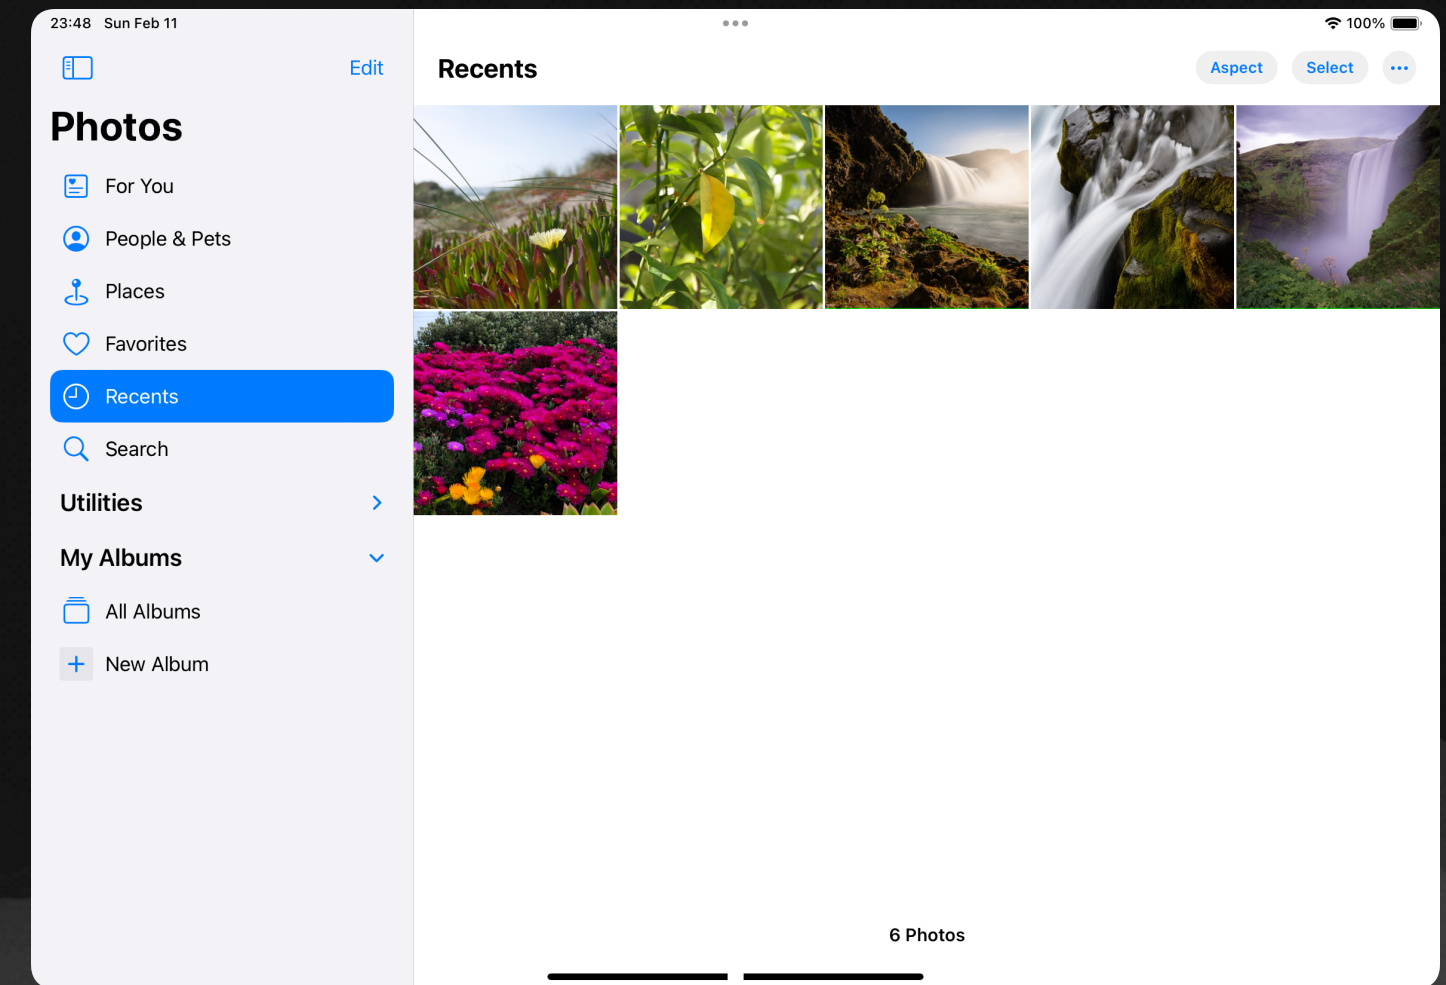 23:48 Sun Feb 11
100%
Edit
Photos
For You
People & Pets
Places
Favorites
Recents
Search
Utilities
My Albums
All Albums
New Album
Recents
Aspect
Select
6 Photos